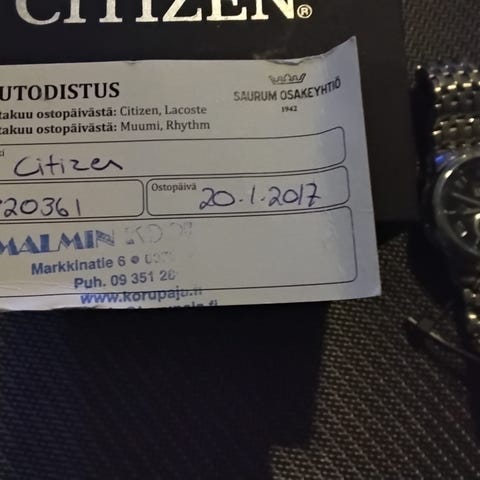 CITIZEN®
UTODISTUS
takuu ostopäivästä: Citizen, Lacoste
takuu ostopäivästä: Muumi, Rhythm
SAURUM OSAKEYHTIÖ
1942
ki
Citizen
20361
Ostopäivä
20.1.2017
MALMIN
Markkinatie 6
Puh. 09 351 26
www.korupaja.fi